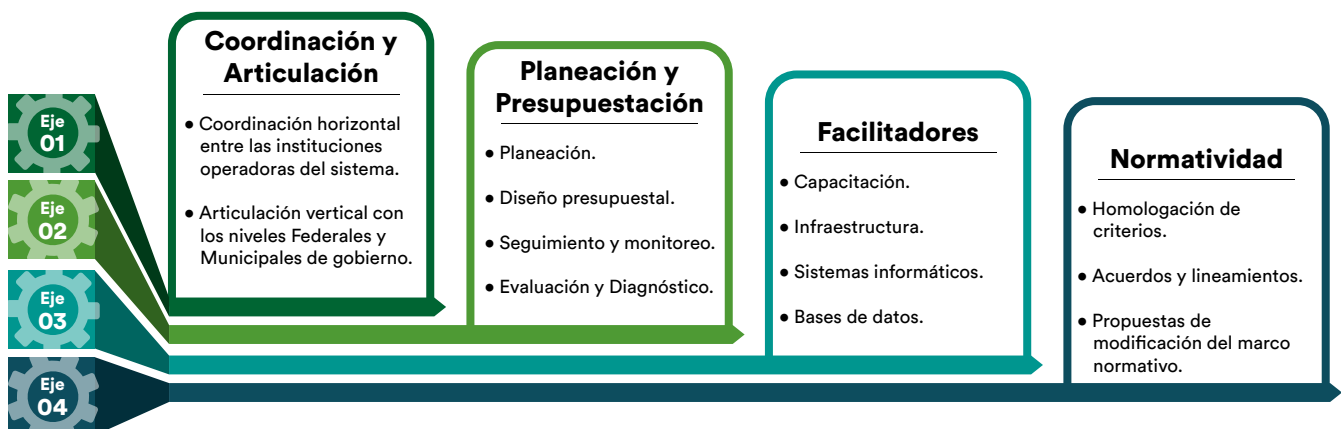 Eje
01
Eje
02
Eje
03
Eje
04
Coordinación y
Articulación
● Coordinación horizontal
entre las instituciones
operadoras del sistema.
● Articulación vertical con
los niveles Federales y
Municipales de gobierno.
Planeación y
Presupuestación
● Planeación.
● Diseño presupuestal.
● Seguimiento y monitoreo.
● Evaluación y Diagnóstico.
Facilitadores
● Capacitación.
● Infraestructura.
● Sistemas informáticos.
● Bases de datos.
Normatividad
● Homologación de
criterios.
● Acuerdos y lineamientos.
● Propuestas de
modificación del marco
normativo.